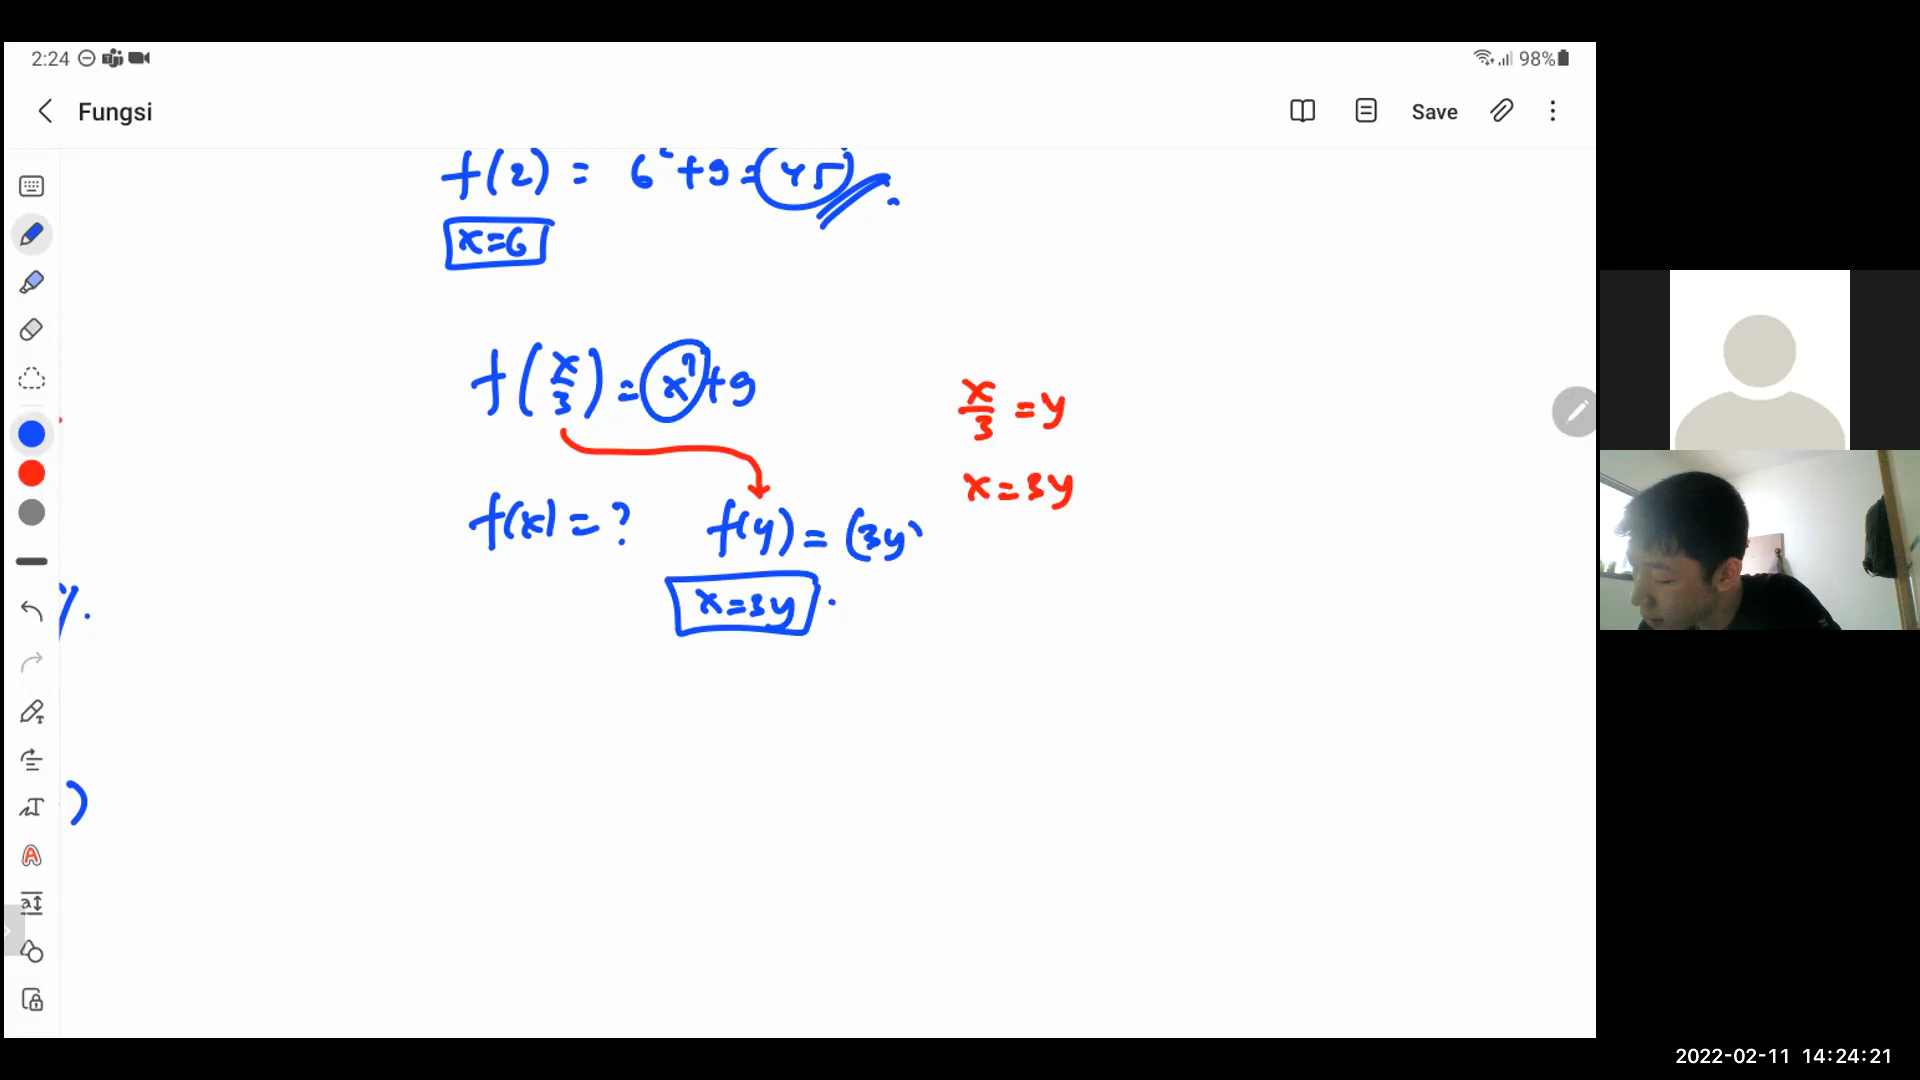 2:24
98%
Fungsi
Save
f(2) = 6² + 9 = 45
x=6
f(x/3) = x² + 9
x/3 = y
x=3y
f(x) = ? f(y) = (3y)
x=3y
)
2022-02-11 14:24:21